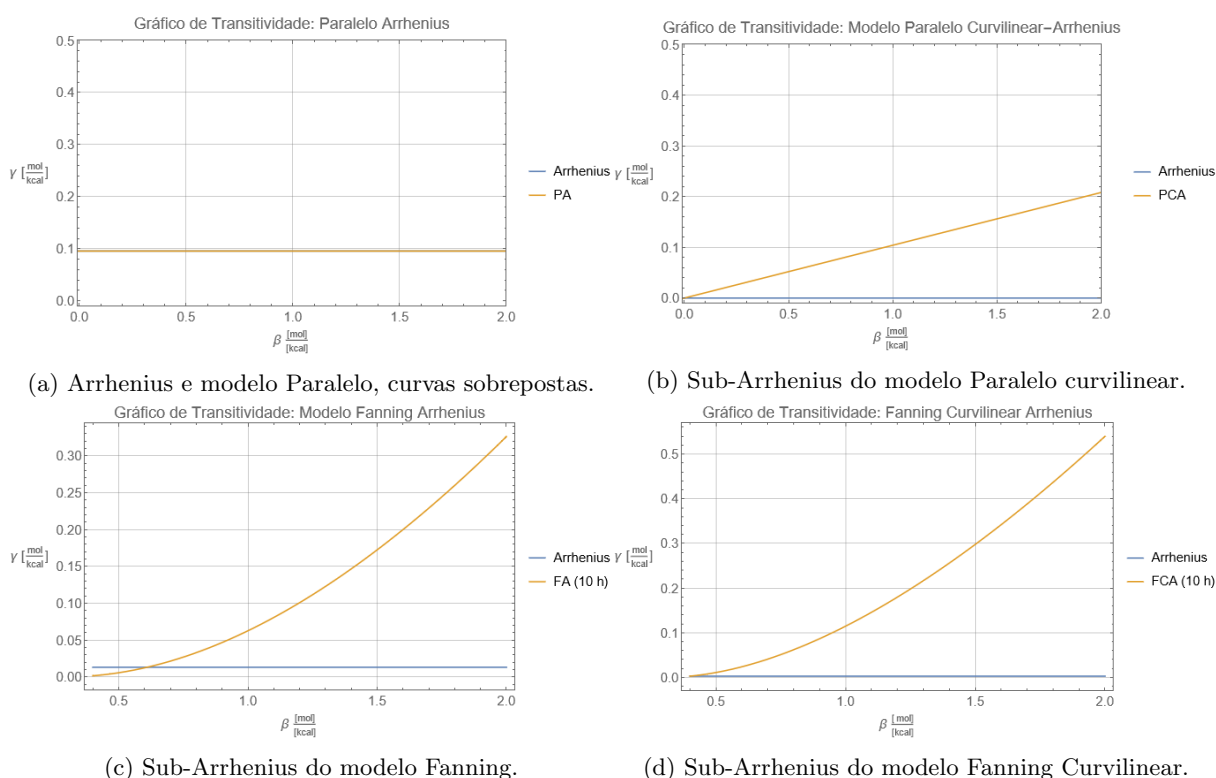 Gráfico de Transitividade: Paralelo Arrhenius
0.5
0.4
0.3
0.2
0.1
0.0
γ [mol/kcal]
0.0 0.5 1.0 1.5 2.0
β [mol]/[kcal]
Arrhenius
PA
(a) Arrhenius e modelo Paralelo, curvas sobrepostas.
Gráfico de Transitividade: Modelo Paralelo Curvilinear–Arrhenius
0.5
0.4
0.3
0.2
0.1
0.0
γ [mol/kcal]
0.0 0.5 1.0 1.5 2.0
β [mol]/[kcal]
Arrhenius
PCA
(b) Sub-Arrhenius do modelo Paralelo curvilinear.
Gráfico de Transitividade: Modelo Fanning Arrhenius
0.30
0.25
0.20
0.15
0.10
0.05
0.00
γ [mol/kcal]
0.5 1.0 1.5 2.0
β [mol]/[kcal]
Arrhenius
FA (10 h)
(c) Sub-Arrhenius do modelo Fanning.
Gráfico de Transitividade: Fanning Curvilinear Arrhenius
0.5
0.4
0.3
0.2
0.1
0.0
γ [mol/kcal]
0.5 1.0 1.5 2.0
β [mol]/[kcal]
Arrhenius
FCA (10 h)
(d) Sub-Arrhenius do modelo Fanning Curvilinear.